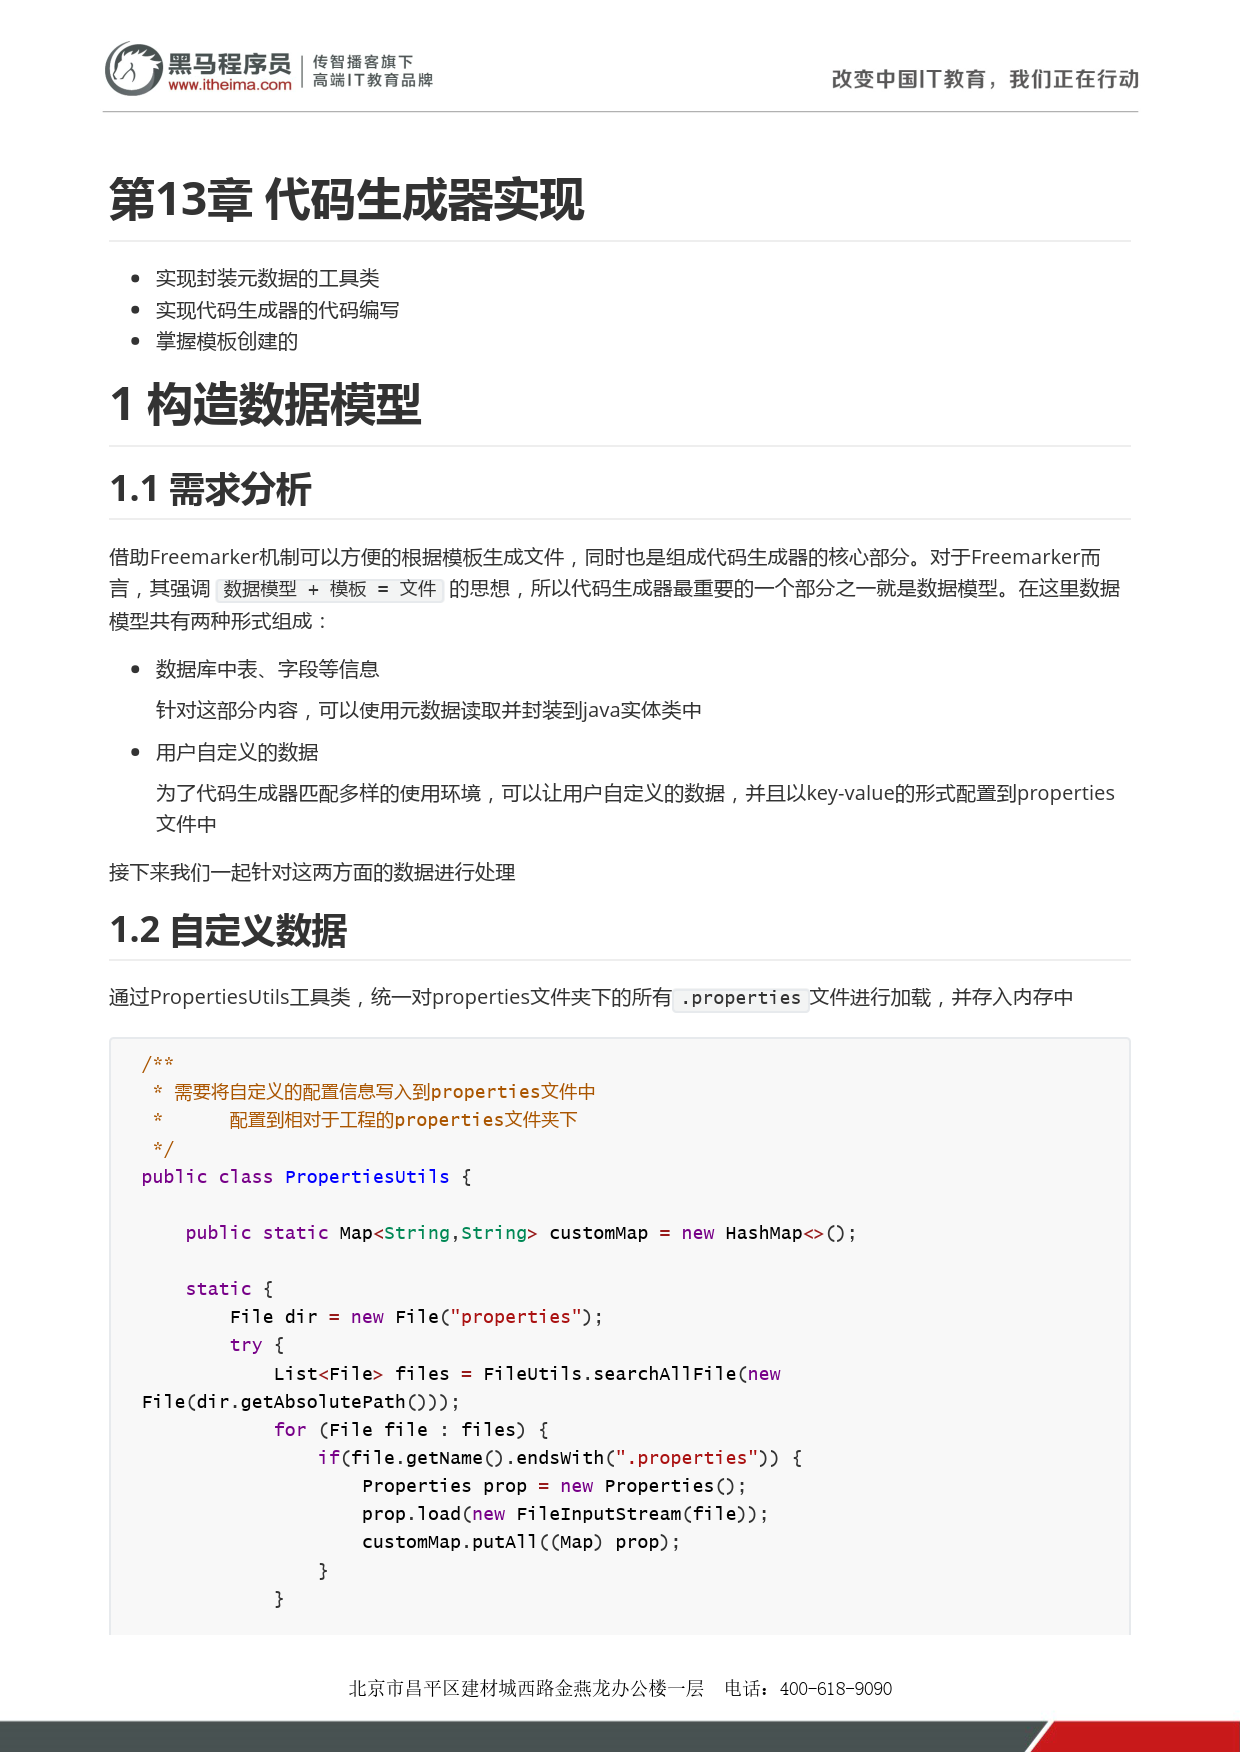 黑马程序员
www.itheima.com
传智播客旗下
高端IT教育品牌
改变中国IT教育，我们正在行动
第13章 代码生成器实现
实现封装元数据的工具类
实现代码生成器的代码编写
掌握模板创建的
1 构造数据模型
1.1 需求分析
借助Freemarker机制可以方便的根据模板生成文件，同时也是组成代码生成器的核心部分。对于Freemarker而
言，其强调 数据模型 + 模板 = 文件 的思想，所以代码生成器最重要的一个部分之一就是数据模型。在这里数据
模型共有两种形式组成：
数据库中表、字段等信息
针对这部分内容，可以使用元数据读取并封装到java实体类中
用户自定义的数据
为了代码生成器匹配多样的使用环境，可以让用户自定义的数据，并且以key-value的形式配置到properties
文件中
接下来我们一起针对这两方面的数据进行处理
1.2 自定义数据
通过PropertiesUtils工具类，统一对properties文件夹下的所有 .properties 文件进行加载，并存入内存中
/**
 * 需要将自定义的配置信息写入到properties文件中
 *      配置到相对于工程的properties文件夹下
 */
public class PropertiesUtils {
    public static Map<String,String> customMap = new HashMap<>();
    static {
        File dir = new File("properties");
        try {
            List<File> files = FileUtils.searchAllFile(new
File(dir.getAbsolutePath()));
            for (File file : files) {
                if(file.getName().endsWith(".properties")) {
                    Properties prop = new Properties();
                    prop.load(new FileInputStream(file));
                    customMap.putAll((Map) prop);
                }
            }
北京市昌平区建材城西路金燕龙办公楼一层 电话：400-618-9090